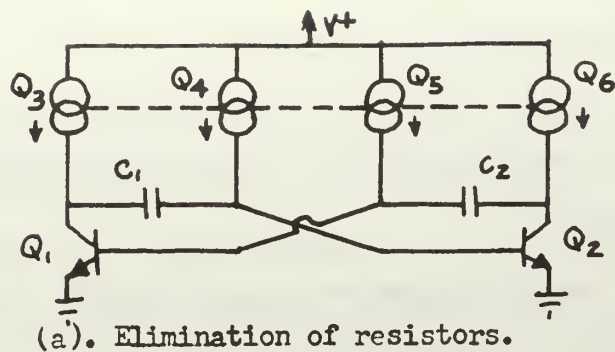 V+
Q3
Q4
Q5
Q6
C1
C2
Q1
Q2
(a). Elimination of resistors.